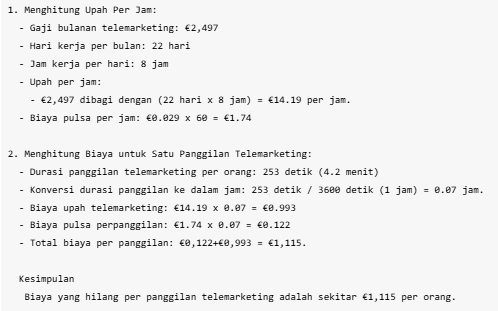 1. Menghitung Upah Per Jam:
- Gaji bulanan telemarketing: €2,497
- Hari kerja per bulan: 22 hari
- Jam kerja per hari: 8 jam
- Upah per jam:
- €2,497 dibagi dengan (22 hari x 8 jam) = €14.19 per jam.
- Biaya pulsa per jam: €0.029 x 60 = €1.74
2. Menghitung Biaya untuk Satu Panggilan Telemarketing:
- Durasi panggilan telemarketing per orang: 253 detik (4.2 menit)
- Konversi durasi panggilan ke dalam jam: 253 detik / 3600 detik (1 jam) = 0.07 jam.
- Biaya upah telemarketing: €14.19 x 0.07 = €0.993
- Biaya pulsa perpanggilan: €1.74 x 0.07 = €0.122
- Total biaya per panggilan: €0,122+€0,993 = €1,115.
Kesimpulan
Biaya yang hilang per panggilan telemarketing adalah sekitar €1,115 per orang.